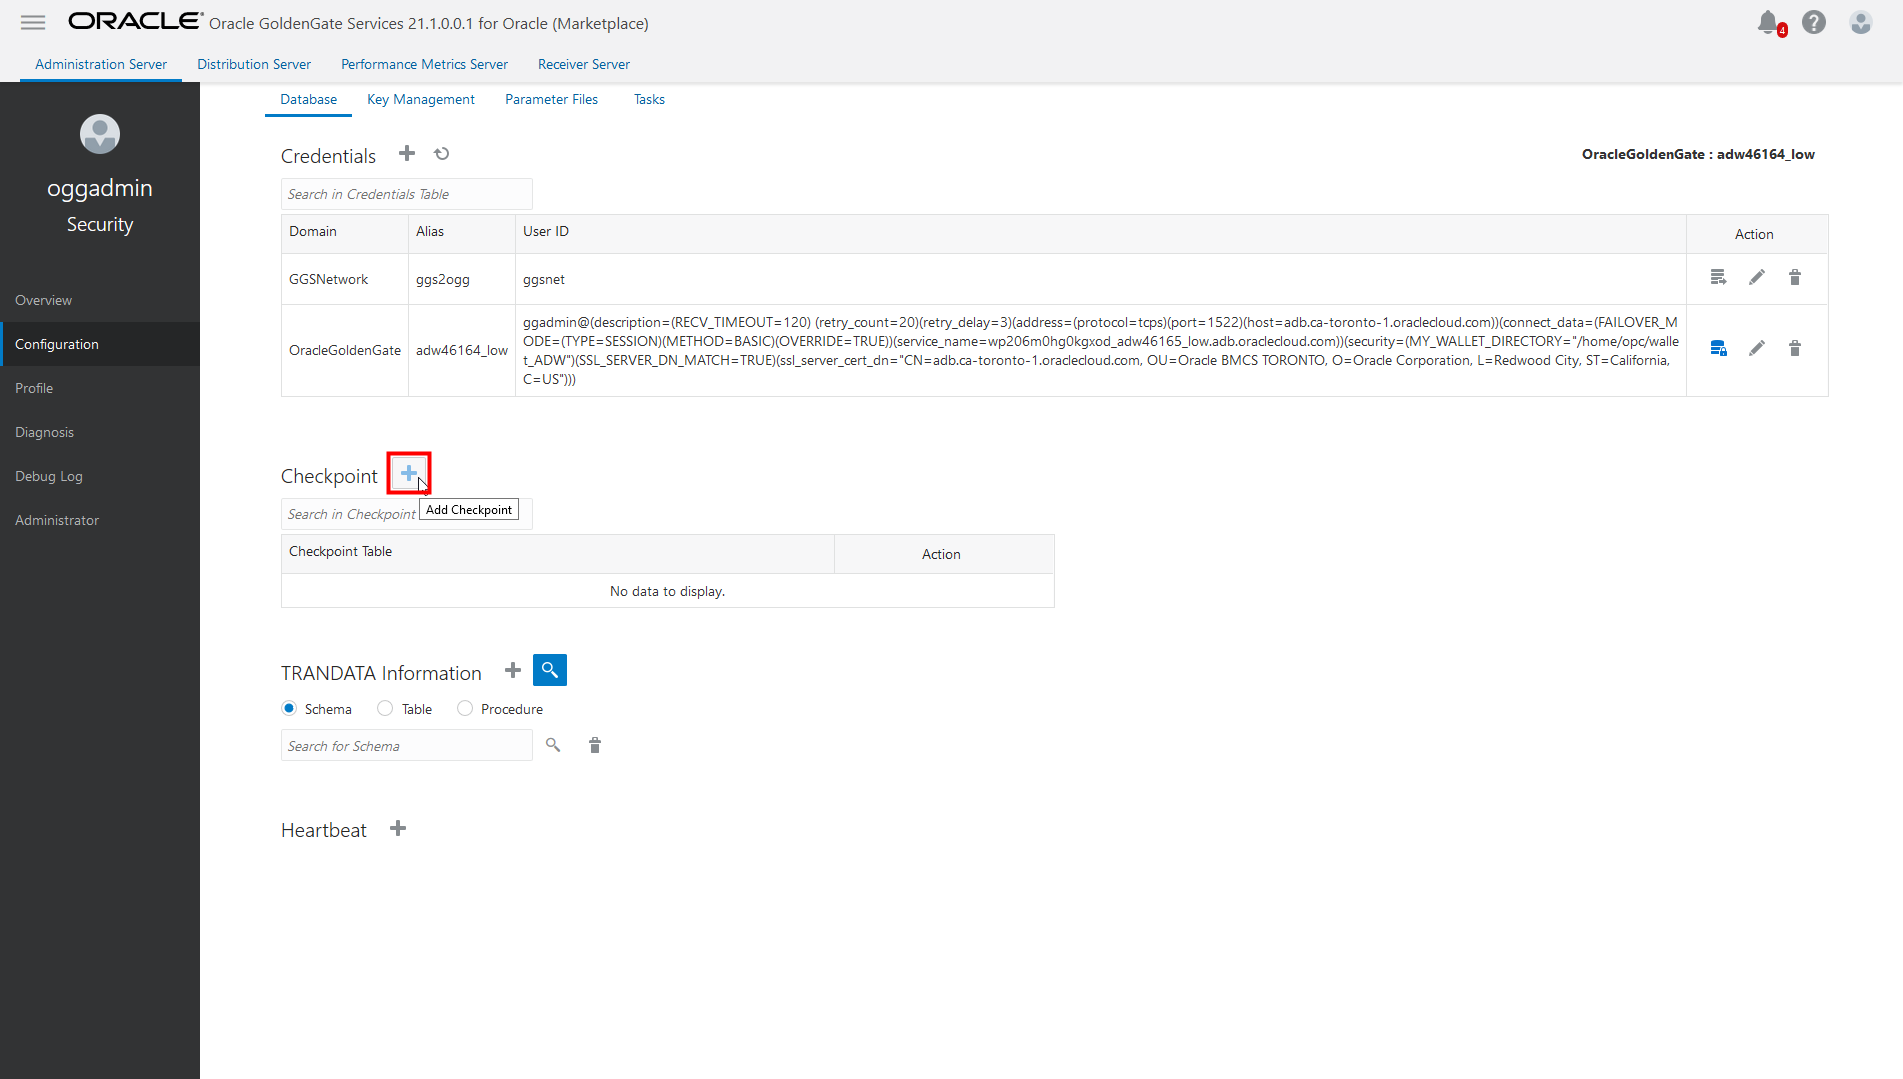 ORACLE Oracle GoldenGate Services 21.1.0.0.1 for Oracle (Marketplace)
4
?
Administration Server
Distribution Server
Performance Metrics Server
Receiver Server
oggadmin
Security
Overview
Configuration
Profile
Diagnosis
Debug Log
Administrator
Database
Key Management
Parameter Files
Tasks
Credentials
OracleGoldenGate : adw46164_low
Search in Credentials Table
Domain
Alias
User ID
Action
GGSNetwork
ggs2ogg
ggsnet
OracleGoldenGate
adw46164_low
ggadmin@(description=(RECV_TIMEOUT=120) (retry_count=20)(retry_delay=3)(address=(protocol=tcps)(port=1522)(host=adb.ca-toronto-1.oraclecloud.com))(connect_data=(FAILOVER_M
ODE=(TYPE=SESSION)(METHOD=BASIC)(OVERRIDE=TRUE))(service_name=wp206m0hg0kgxod_adw46165_low.adb.oraclecloud.com))(security=(MY_WALLET_DIRECTORY="/home/opc/walle
t_ADW")(SSL_SERVER_DN_MATCH=TRUE)(ssl_server_cert_dn="CN=adb.ca-toronto-1.oraclecloud.com, OU=Oracle BMCS TORONTO, O=Oracle Corporation, L=Redwood City, ST=California,
C=US")))
Checkpoint
Add Checkpoint
Search in Checkpoint
Checkpoint Table
Action
No data to display.
TRANDATA Information
Schema
Table
Procedure
Search for Schema
Heartbeat